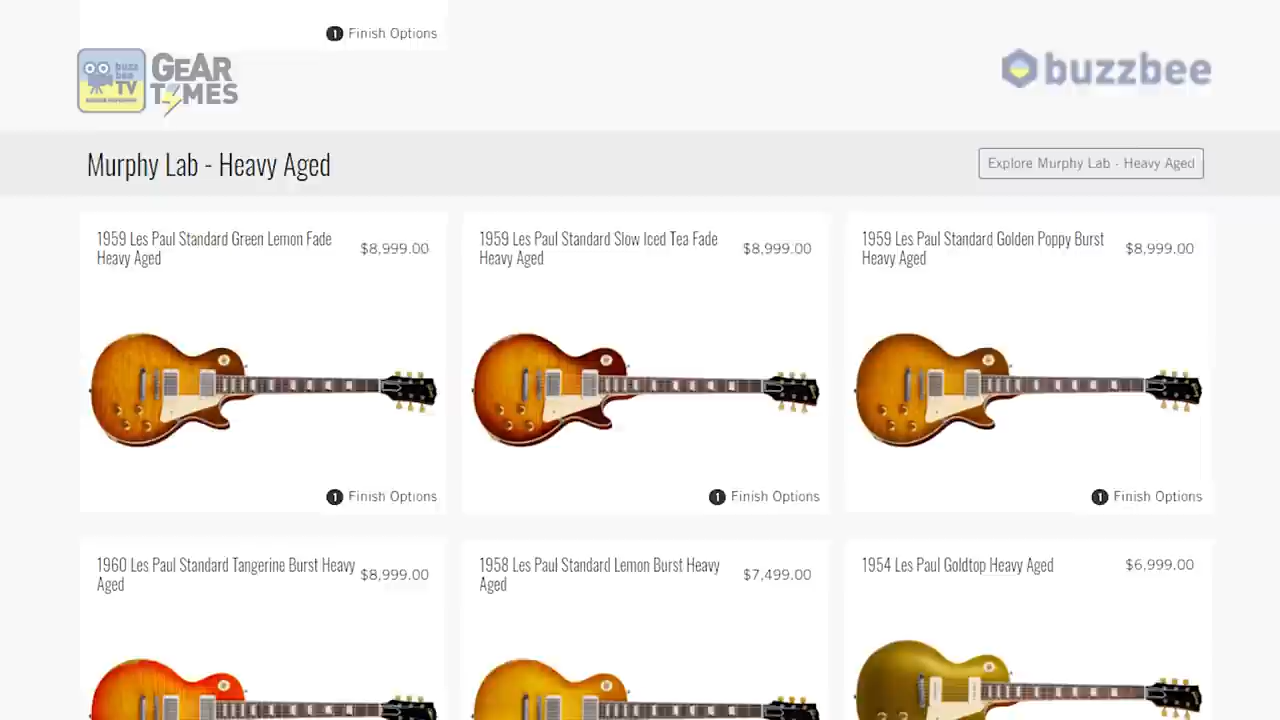 1 Finish Options
buzz
bee
TV
GEAR
TIMES
buzzbee
Murphy Lab - Heavy Aged
Explore Murphy Lab - Heavy Aged
1959 Les Paul Standard Green Lemon Fade
Heavy Aged
$8,999.00
1959 Les Paul Standard Slow Iced Tea Fade
Heavy Aged
$8,999.00
1959 Les Paul Standard Golden Poppy Burst
Heavy Aged
$8,999.00
1 Finish Options
1 Finish Options
1 Finish Options
1960 Les Paul Standard Tangerine Burst Heavy
Aged
$8,999.00
1958 Les Paul Standard Lemon Burst Heavy
Aged
$7,499.00
1954 Les Paul Goldtop Heavy Aged
$6,999.00